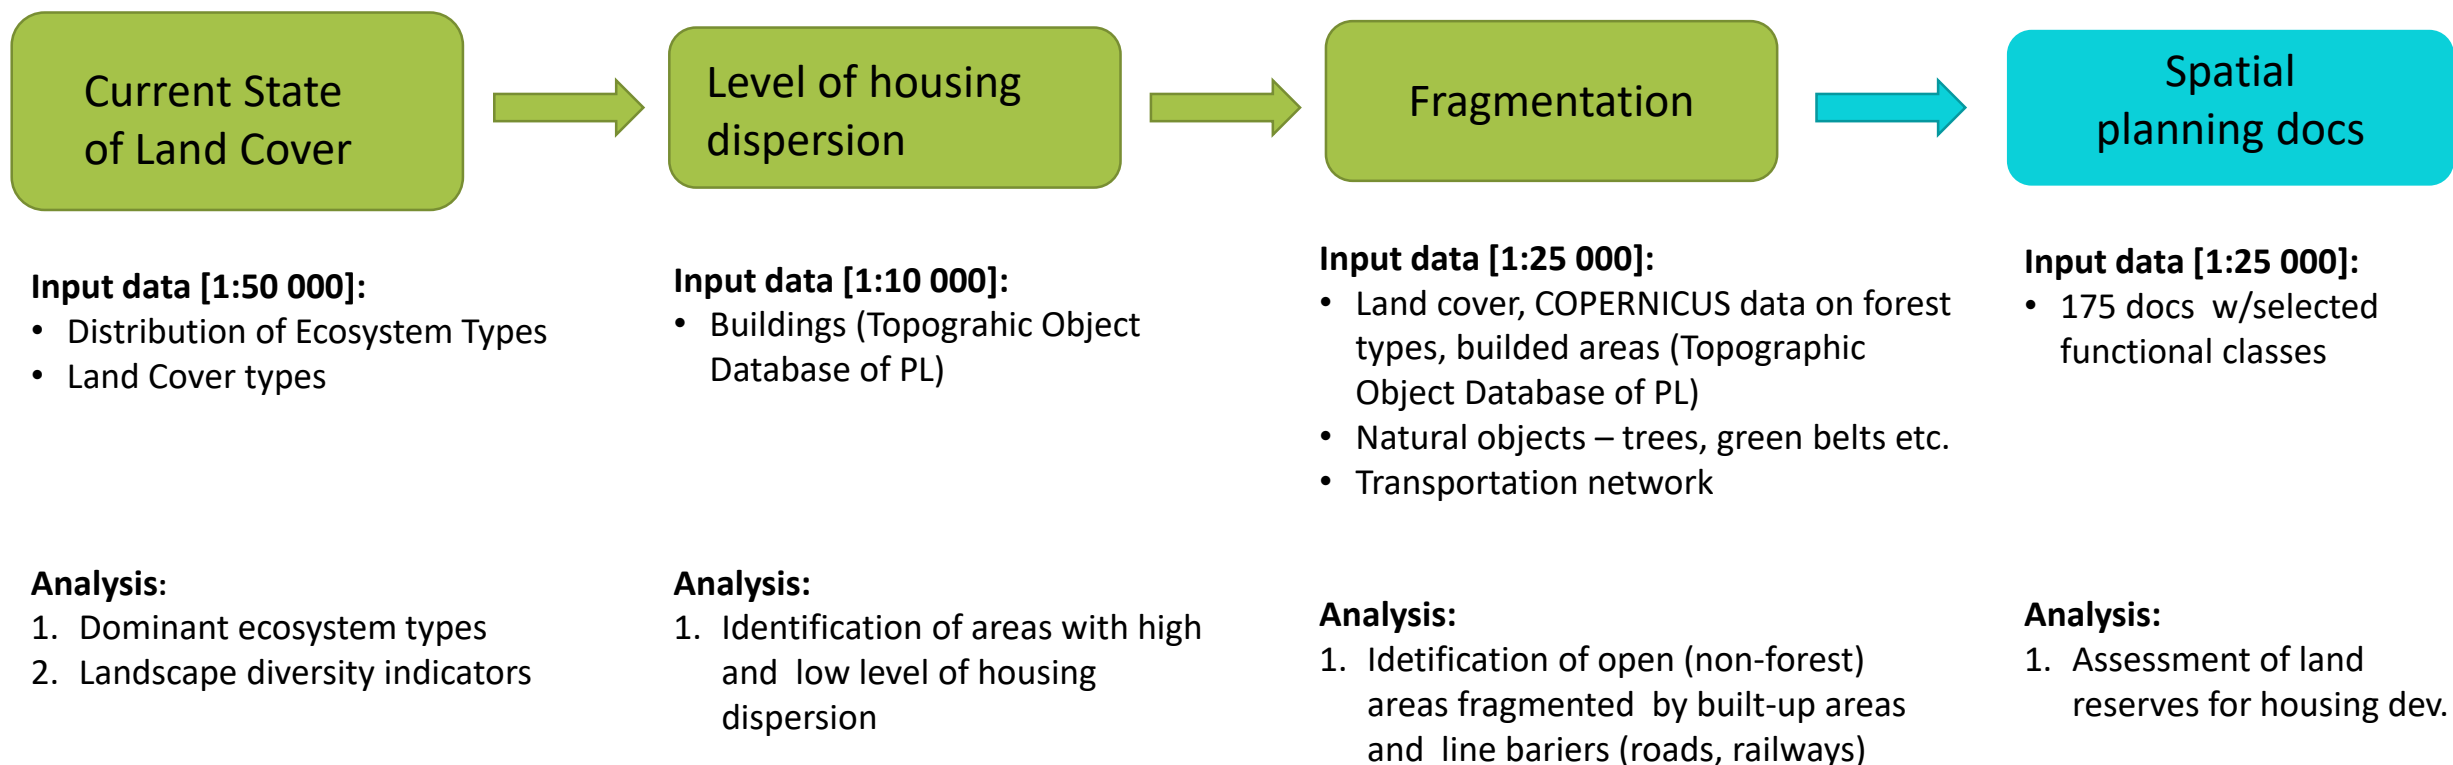 Current State
of Land Cover
Level of housing
dispersion
Fragmentation
Spatial
planning docs
Input data [1:50 000]:
• Distribution of Ecosystem Types
• Land Cover types
Input data [1:10 000]:
• Buildings (Topograhic Object
Database of PL)
Input data [1:25 000]:
• Land cover, COPERNICUS data on forest
types, builded areas (Topographic
Object Database of PL)
• Natural objects – trees, green belts etc.
• Transportation network
Input data [1:25 000]:
• 175 docs w/selected
functional classes
Analysis:
1. Dominant ecosystem types
2. Landscape diversity indicators
Analysis:
1. Identification of areas with high
and low level of housing
dispersion
Analysis:
1. Idetification of open (non-forest)
areas fragmented by built-up areas
and line bariers (roads, railways)
Analysis:
1. Assessment of land
reserves for housing dev.